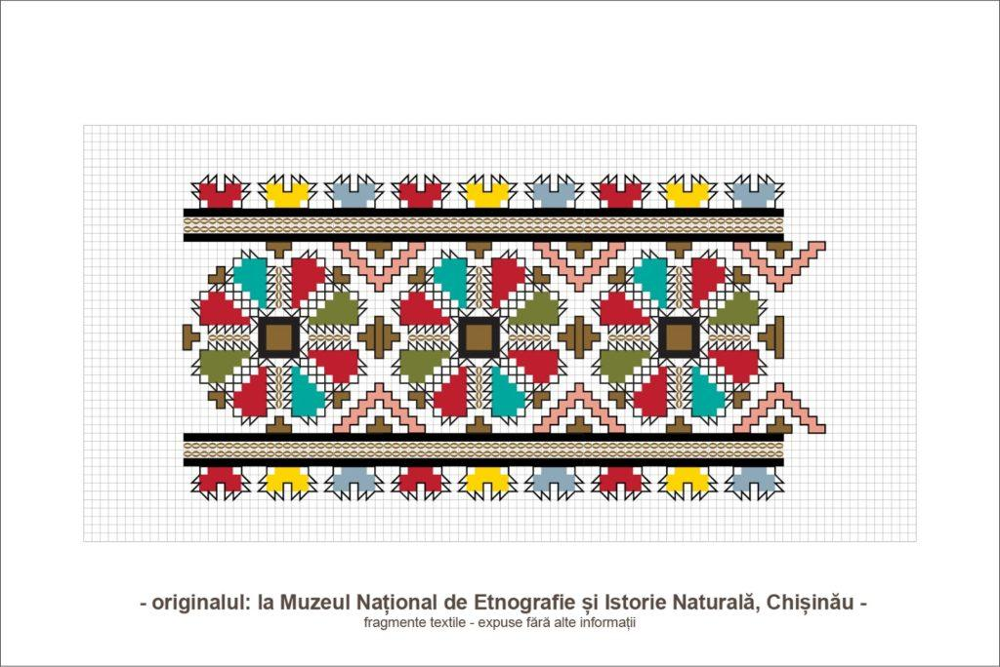 - originalul: la Muzeul Național de Etnografie și Istorie Naturală, Chișinău -
fragmente textile - expuse fără alte informații